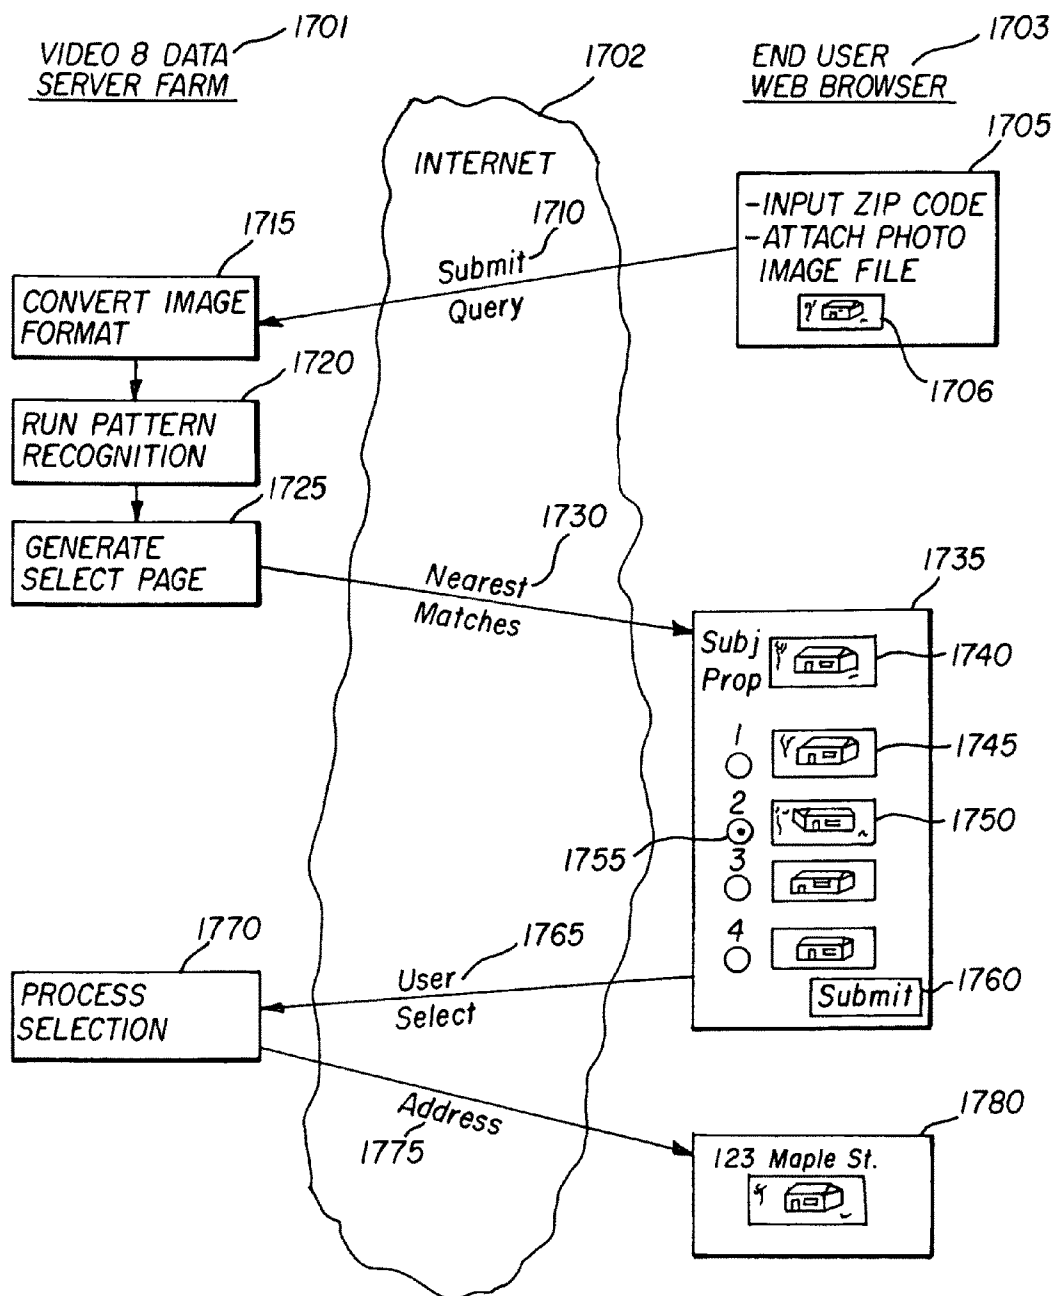 1701
VIDEO 8 DATA
SERVER FARM
1702
1703
END USER
WEB BROWSER
INTERNET
1705
-INPUT ZIP CODE
-ATTACH PHOTO
IMAGE FILE
1706
1710
Submit
Query
1715
CONVERT IMAGE
FORMAT
1720
RUN PATTERN
RECOGNITION
1725
GENERATE
SELECT PAGE
1730
Nearest
Matches
1735
Subj
Prop
1740
1
1745
2
1750
1755
3
4
1760
Submit
1765
User
Select
1770
PROCESS
SELECTION
Address
1775
1780
123 Maple St.